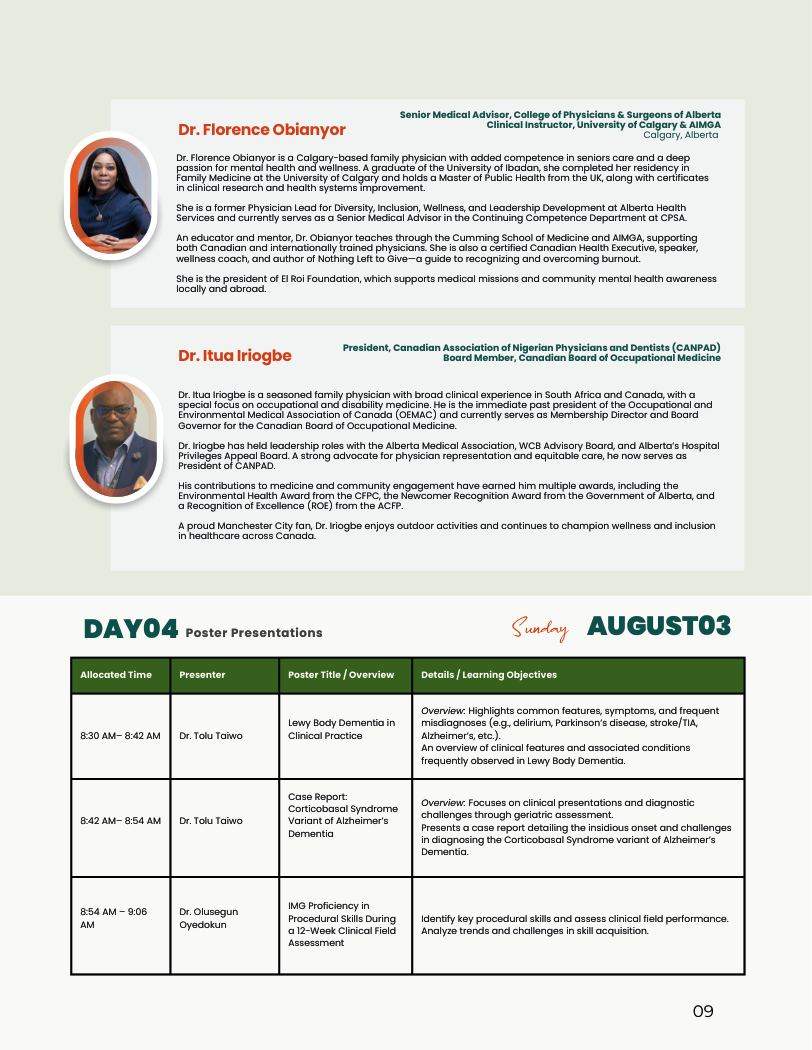 Dr. Florence Obianyor
Senior Medical Advisor, College of Physicians & Surgeons of Alberta
Clinical Instructor, University of Calgary & AIMGA
Calgary, Alberta
Dr. Florence Obianyor is a Calgary-based family physician with added competence in seniors care and a deep
passion for mental health and wellness. A graduate of the University of Ibadan, she completed her residency in
Family Medicine at the University of Calgary and holds a Master of Public Health from the UK, along with certificates
in clinical research and health systems improvement.
She is a former Physician Lead for Diversity, Inclusion, Wellness, and Leadership Development at Alberta Health
Services and currently serves as a Senior Medical Advisor in the Continuing Competence Department at CPSA.
An educator and mentor, Dr. Obianyor teaches through the Cumming School of Medicine and AIMGA, supporting
both Canadian and internationally trained physicians. She is also a certified Canadian Health Executive, speaker,
wellness coach, and author of Nothing Left to Give—a guide to recognizing and overcoming burnout.
She is the president of El Roi Foundation, which supports medical missions and community mental health awareness
locally and abroad.
Dr. Itua Iriogbe
President, Canadian Association of Nigerian Physicians and Dentists (CANPAD)
Board Member, Canadian Board of Occupational Medicine
Dr. Itua Iriogbe is a seasoned family physician with broad clinical experience in South Africa and Canada, with a
special focus on occupational and disability medicine. He is the immediate past president of the Occupational and
Environmental Medical Association of Canada (OEMAC) and currently serves as Membership Director and Board
Governor for the Canadian Board of Occupational Medicine.
Dr. Iriogbe has held leadership roles with the Alberta Medical Association, WCB Advisory Board, and Alberta's Hospital
Privileges Appeal Board. A strong advocate for physician representation and equitable care, he now serves as
President of CANPAD.
His contributions to medicine and community engagement have earned him multiple awards, including the
Environmental Health Award from the CFPC, the Newcomer Recognition Award from the Government of Alberta, and
a Recognition of Excellence (ROE) from the ACFP.
A proud Manchester City fan, Dr. Iriogbe enjoys outdoor activities and continues to champion wellness and inclusion
in healthcare across Canada.
DAY04 Poster Presentations
Sunday AUGUST03
Allocated Time
Presenter
Poster Title / Overview
Details / Learning Objectives
8:30 AM– 8:42 AM
Dr. Tolu Taiwo
Lewy Body Dementia in
Clinical Practice
Overview: Highlights common features, symptoms, and frequent
misdiagnoses (e.g., delirium, Parkinson's disease, stroke/TIA,
Alzheimer's, etc.).
An overview of clinical features and associated conditions
frequently observed in Lewy Body Dementia.
8:42 AM– 8:54 AM
Dr. Tolu Taiwo
Case Report:
Corticobasal Syndrome
Variant of Alzheimer's
Dementia
Overview: Focuses on clinical presentations and diagnostic
challenges through geriatric assessment.
Presents a case report detailing the insidious onset and challenges
in diagnosing the Corticobasal Syndrome variant of Alzheimer's
Dementia.
8:54 AM – 9:06
AM
Dr. Olusegun
Oyedokun
IMG Proficiency in
Procedural Skills During
a 12-Week Clinical Field
Assessment
Identify key procedural skills and assess clinical field performance.
Analyze trends and challenges in skill acquisition.
09